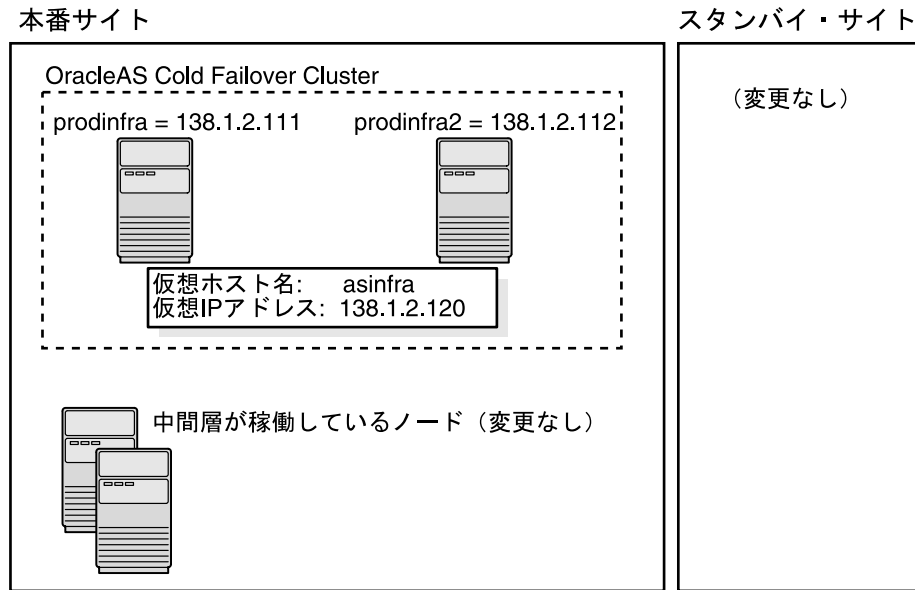 本番サイト
スタンバイ・サイト
OracleAS Cold Failover Cluster
prodinfra = 138.1.2.111
prodinfra2 = 138.1.2.112
仮想ホスト名: asinfra
仮想IPアドレス: 138.1.2.120
中間層が稼働しているノード（変更なし）
（変更なし）